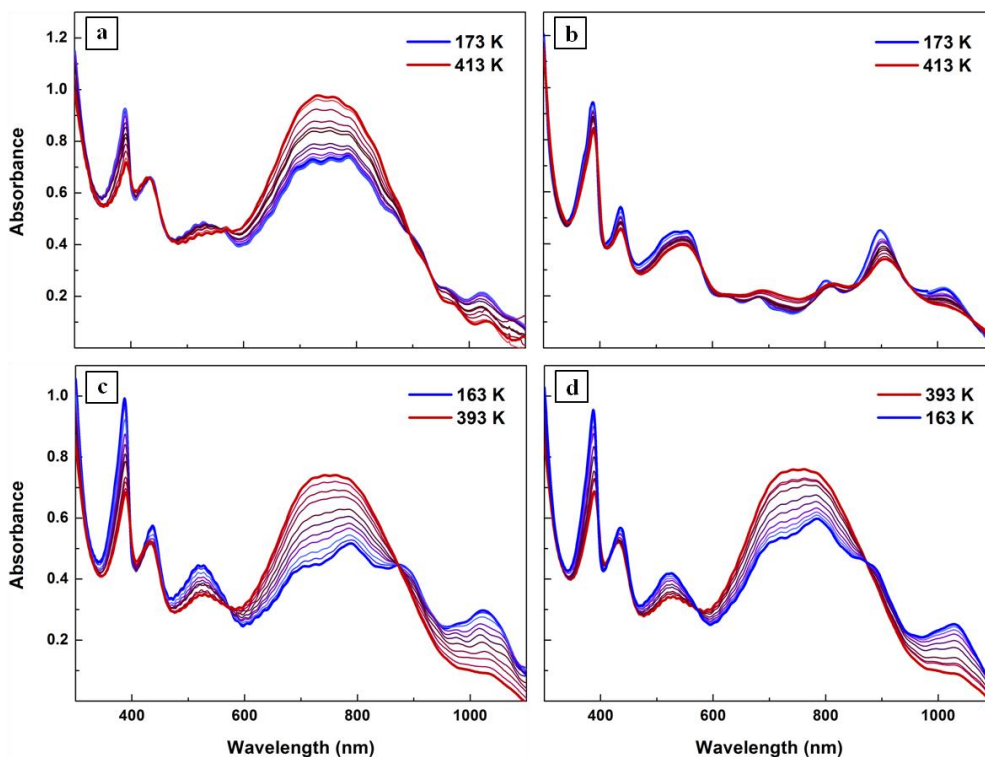 a
173 K
413 K
b
173 K
413 K
1.2
1.0
0.8
0.6
0.4
0.2
Absorbance
c
163 K
393 K
d
393 K
163 K
1.0
0.8
0.6
0.4
0.2
Absorbance
400 600 800 1000
400 600 800 1000
Wavelength (nm)
Wavelength (nm)